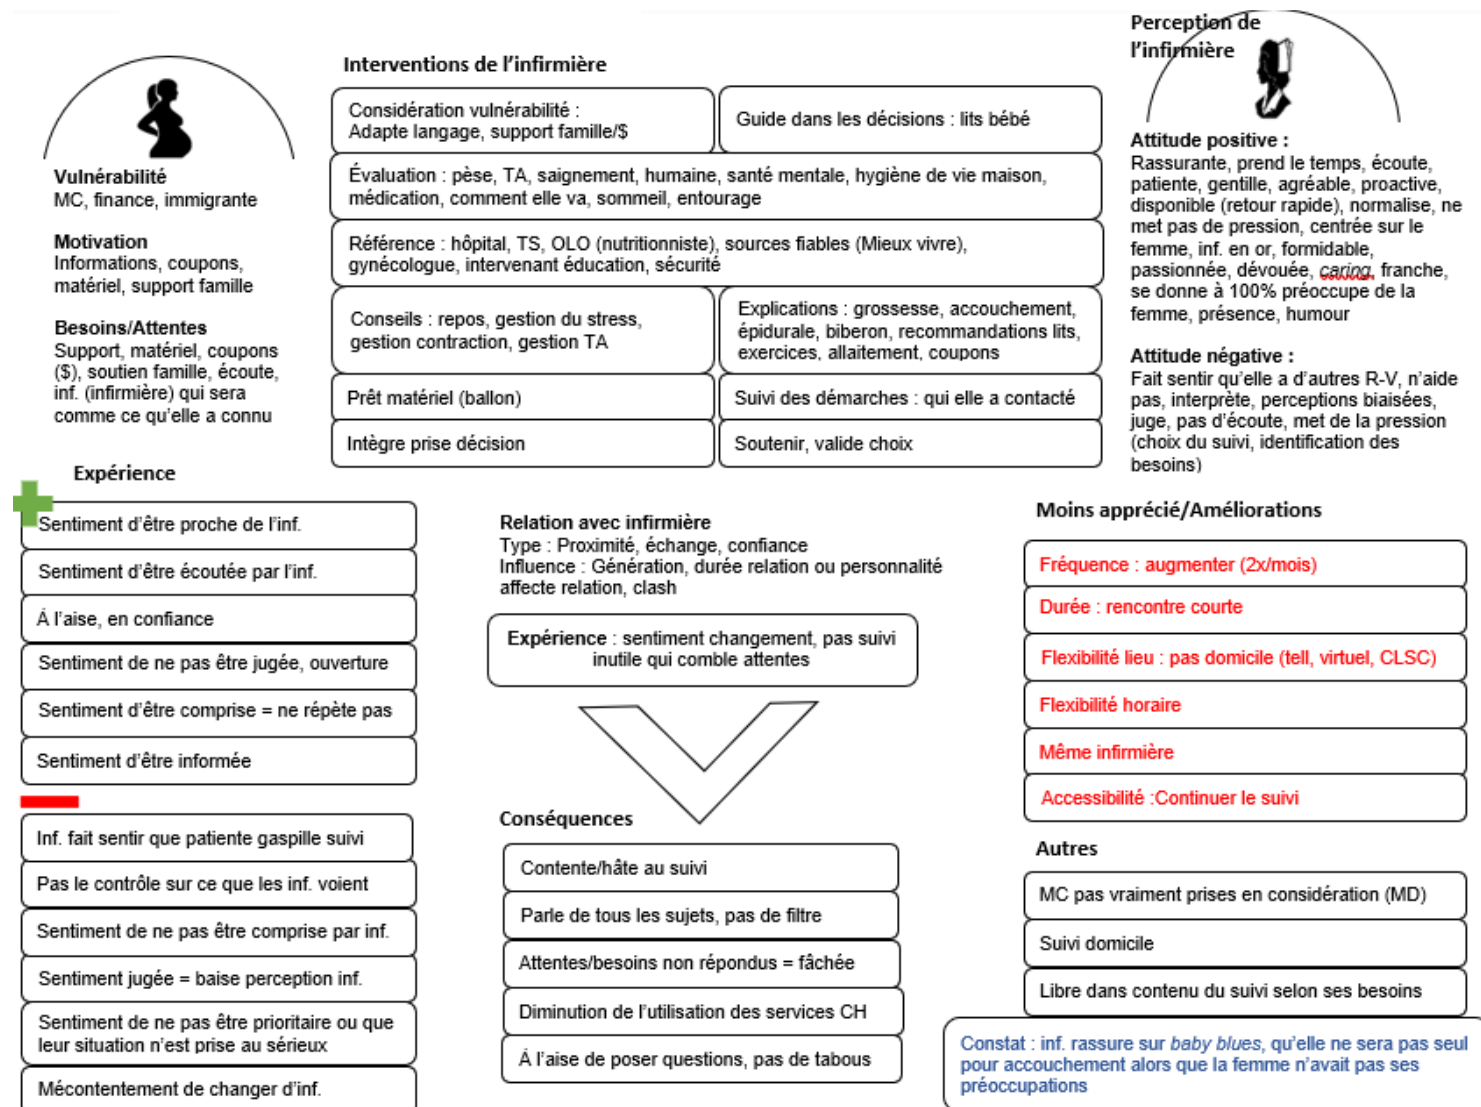 Perception de
l'infirmière
Interventions de l'infirmière
Considération vulnérabilité :
Adapte langage, support famille/$
Guide dans les décisions : lits bébé
Évaluation : pèse, TA, saignement, humaine, santé mentale, hygiène de vie maison,
médication, comment elle va, sommeil, entourage
Référence : hôpital, TS, OLO (nutritionniste), sources fiables (Mieux vivre),
gynécologue, intervenant éducation, sécurité
Conseils : repos, gestion du stress,
gestion contraction, gestion TA
Explications : grossesse, accouchement,
épidurale, biberon, recommandations lits,
exercices, allaitement, coupons
Prêt matériel (ballon)
Suivi des démarches : qui elle a contacté
Intègre prise décision
Soutenir, valide choix
Vulnérabilité
MC, finance, immigrante
Motivation
Informations, coupons,
matériel, support famille
Besoins/Attentes
Support, matériel, coupons
($), soutien famille, écoute,
inf. (infirmière) qui sera
comme ce qu'elle a connu
Attitude positive :
Rassurante, prend le temps, écoute,
patiente, gentille, agréable, proactive,
disponible (retour rapide), normalise, ne
met pas de pression, centrée sur le
femme, inf. en or, formidable,
passionnée, dévouée, caring, franche,
se donne à 100% préoccupe de la
femme, présence, humour
Attitude négative :
Fait sentir qu'elle a d'autres R-V, n'aide
pas, interprète, perceptions biaisées,
juge, pas d'écoute, met de la pression
(choix du suivi, identification des
besoins)
Expérience
Sentiment d'être proche de l'inf.
Sentiment d'être écoutée par l'inf.
À l'aise, en confiance
Sentiment de ne pas être jugée, ouverture
Sentiment d'être comprise = ne répète pas
Sentiment d'être informée
Inf. fait sentir que patiente gaspille suivi
Pas le contrôle sur ce que les inf. voient
Sentiment de ne pas être comprise par inf.
Sentiment jugée = baise perception inf.
Sentiment de ne pas être prioritaire ou que
leur situation n'est prise au sérieux
Mécontentement de changer d'inf.
Relation avec infirmière
Type : Proximité, échange, confiance
Influence : Génération, durée relation ou personnalité
affecte relation, clash
Expérience : sentiment changement, pas suivi
inutile qui comble attentes
Conséquences
Contente/hâte au suivi
Parle de tous les sujets, pas de filtre
Attentes/besoins non répondus = fâchée
Diminution de l'utilisation des services CH
À l'aise de poser questions, pas de tabous
Moins apprécié/Améliorations
Fréquence : augmenter (2x/mois)
Durée : rencontre courte
Flexibilité lieu : pas domicile (tell, virtuel, CLSC)
Flexibilité horaire
Même infirmière
Accessibilité :Continuer le suivi
Autres
MC pas vraiment prises en considération (MD)
Suivi domicile
Libre dans contenu du suivi selon ses besoins
Constat : inf. rassure sur baby blues, qu'elle ne sera pas seul
pour accouchement alors que la femme n'avait pas ses
préoccupations